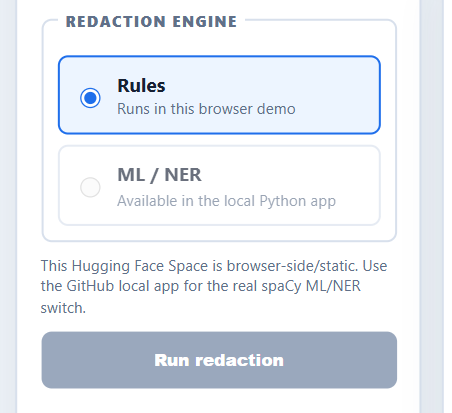 REDACTION ENGINE
Rules
Runs in this browser demo
ML / NER
Available in the local Python app
This Hugging Face Space is browser-side/static. Use
the GitHub local app for the real spaCy ML/NER
switch.
Run redaction